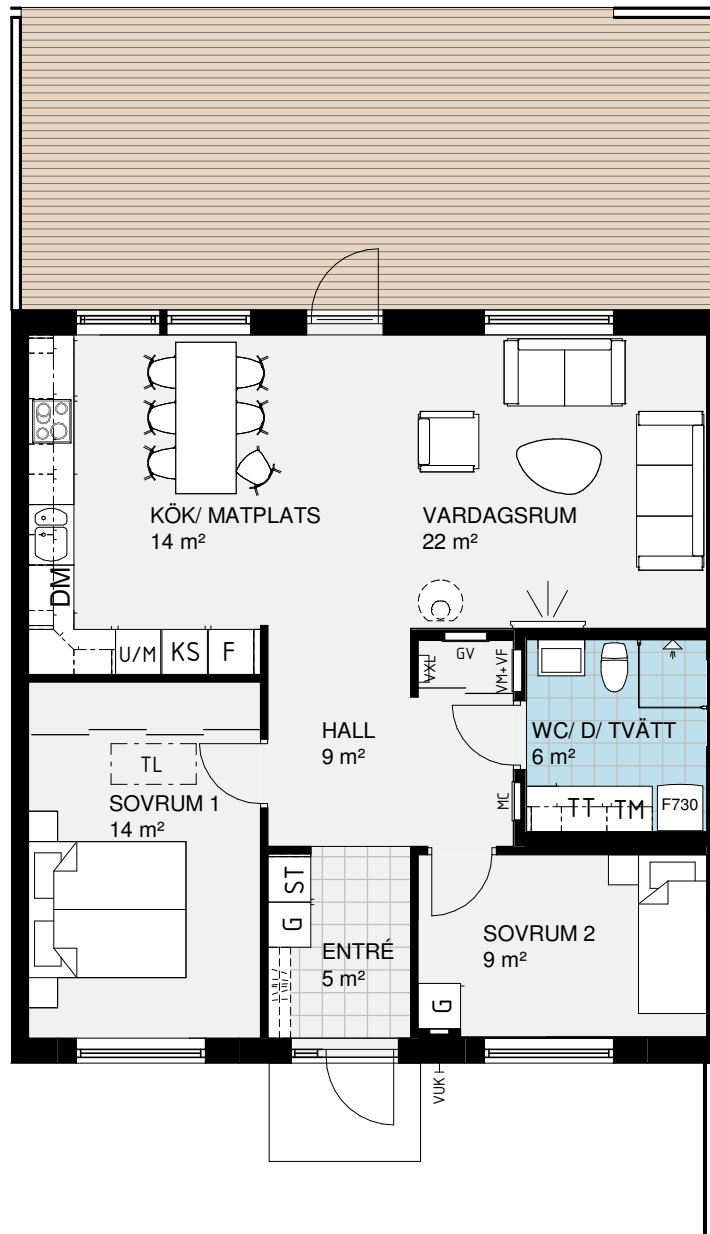 KÖK/ MATPLATS
14 m²
VARDAGSRUM
22 m²
DM
U/M
KS
F
VXL
GV
VM+VF
HALL
9 m²
WC/ D/ TVÄTT
6 m²
TL
SOVRUM 1
14 m²
MC
TT
TM
F730
ST
G
ENTRÉ
5 m²
SOVRUM 2
9 m²
G
VUK